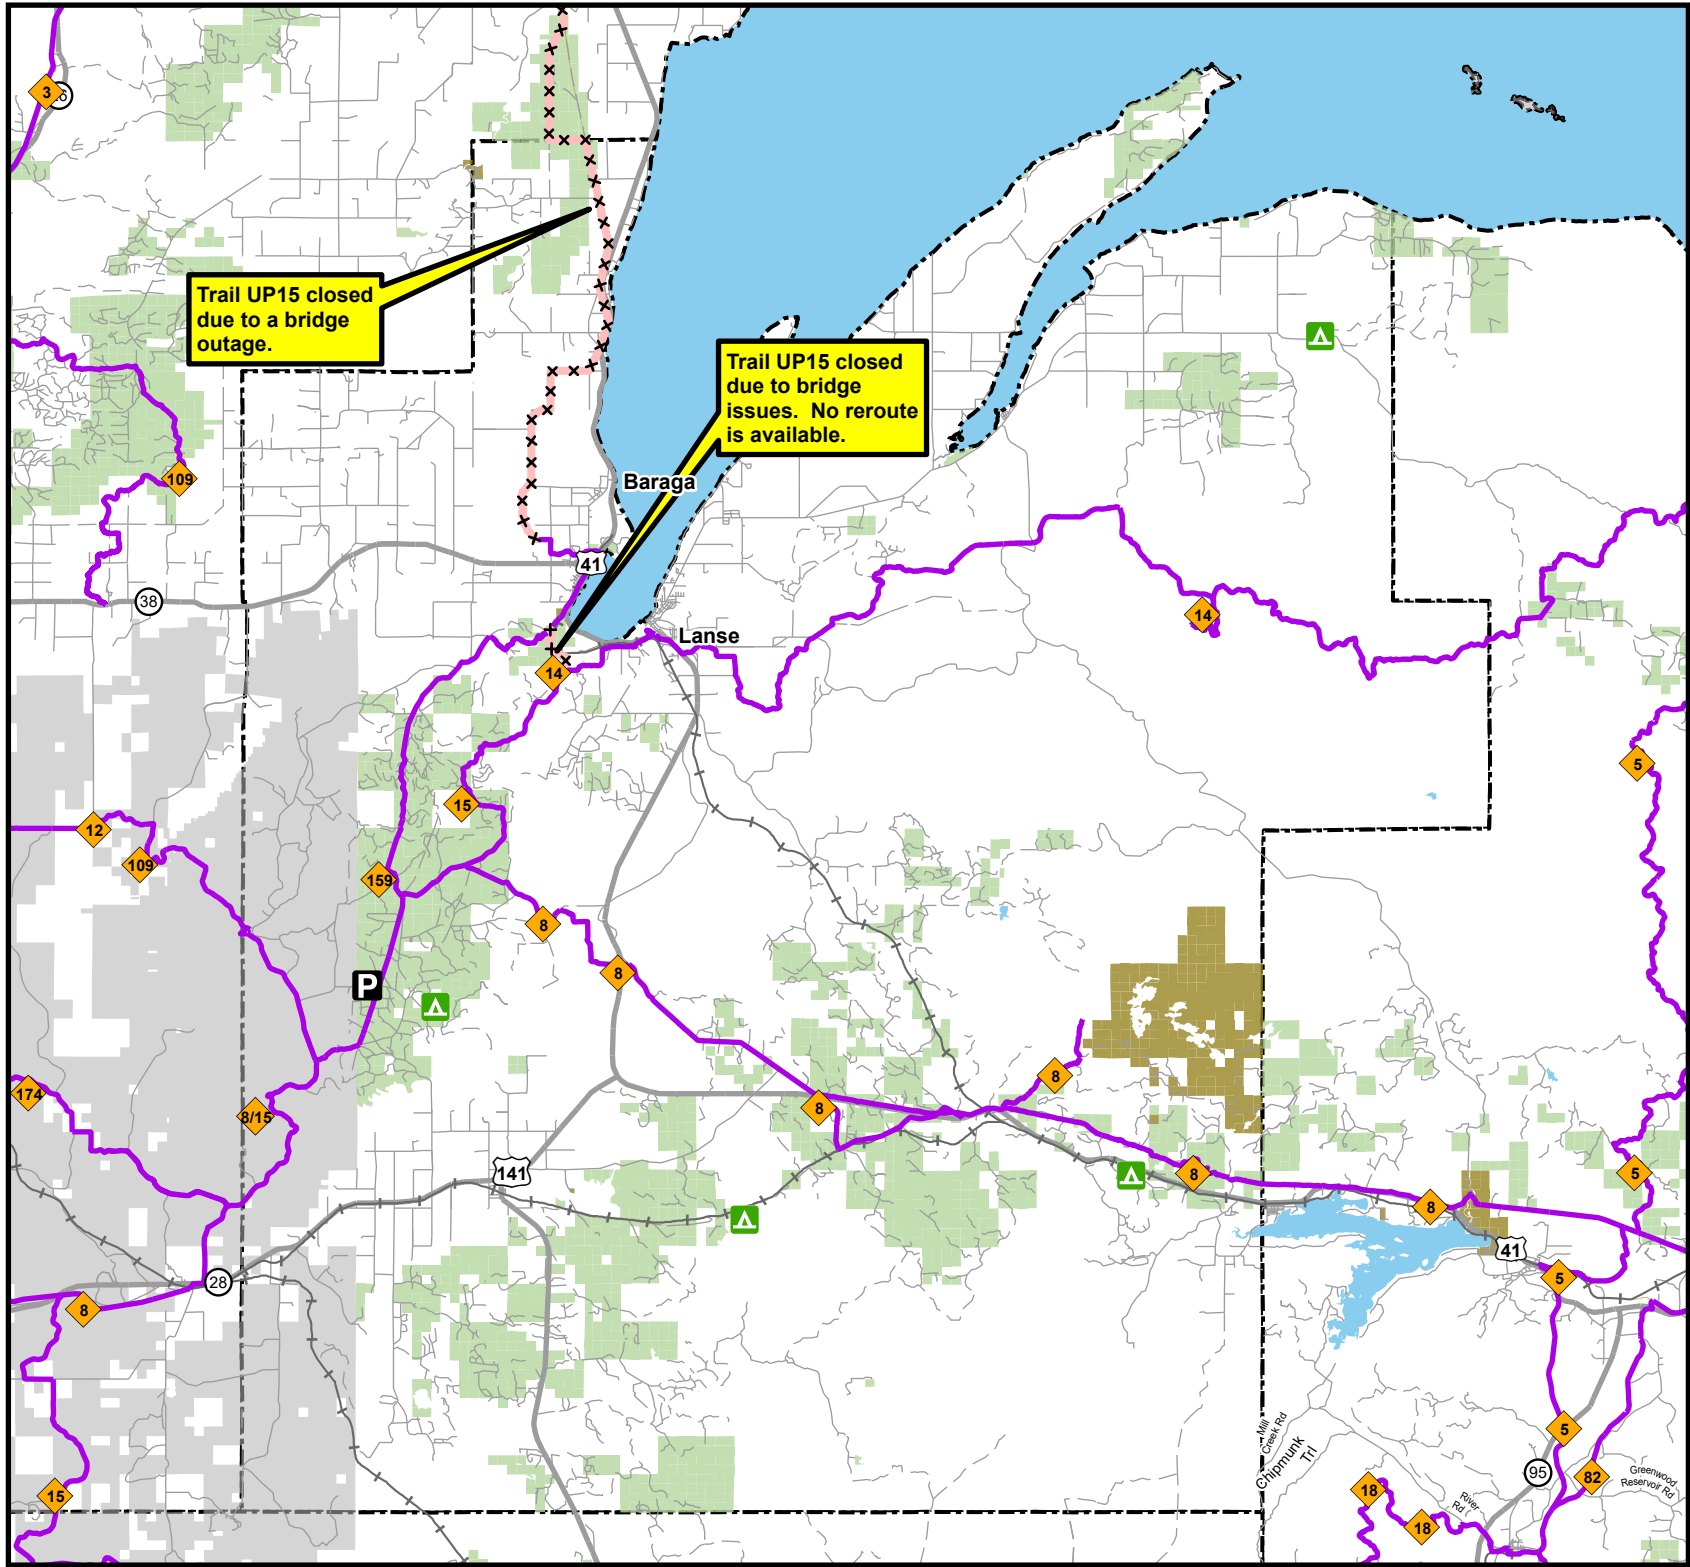 3
Trail UP15 closed
due to a bridge
outage.
Trail UP15 closed
due to bridge
issues.  No reroute
is available.
109
Baraga
41
38
14
Lanse
14
5
15
12
109
159
8
8
8
174
8
8/15
141
8
5
8
41
28
5
8
5
Mill
Creek Rd
Chipmunk
Trl
95
82
Greenwood
Reservoir Rd
15
18
River
Rd
18